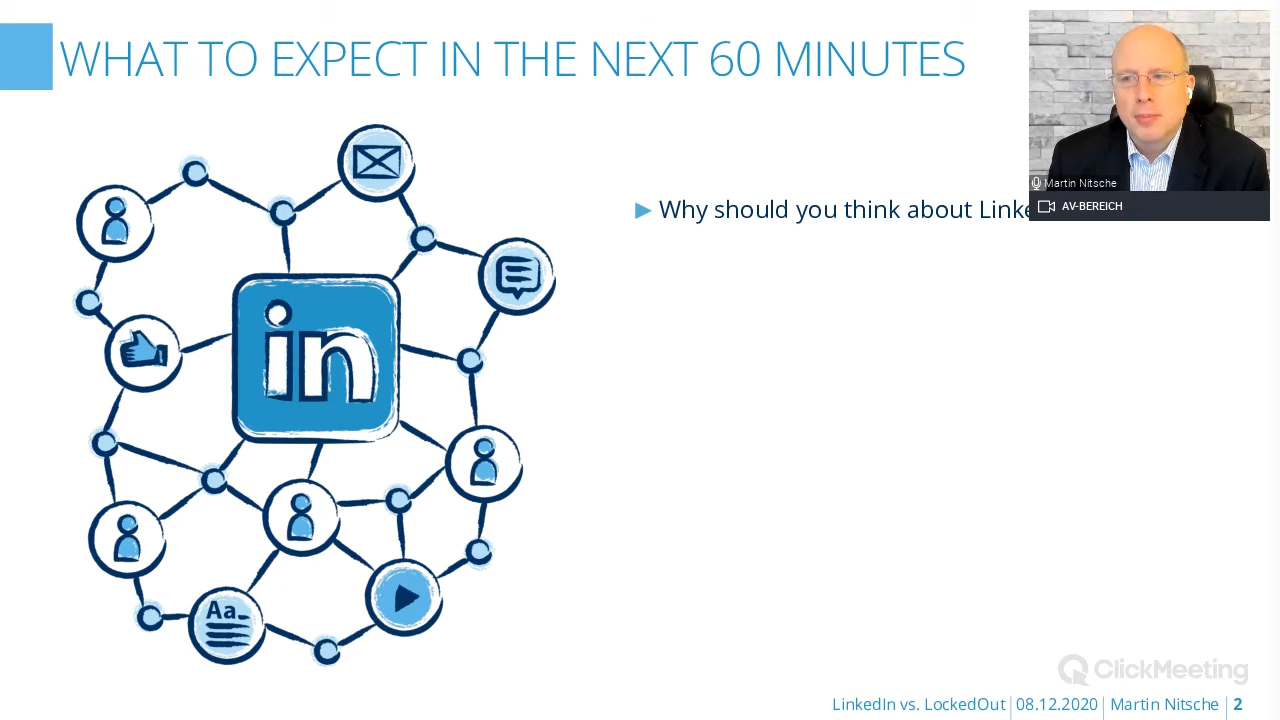 WHAT TO EXPECT IN THE NEXT 60 MINUTES
Martin Nitsche
AV-BEREICH
Why should you think about
in
Aa
ClickMeeting
LinkedIn vs. LockedOut | 08.12.2020 | Martin Nitsche | 2